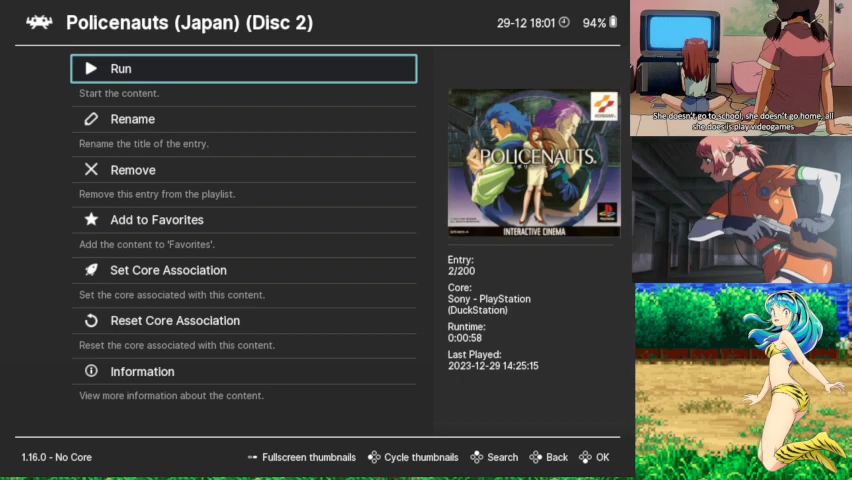 Policenauts (Japan) (Disc 2)
29-12 18:01
94%
Run
Start the content.
Rename
Rename the title of the entry.
Remove
Remove this entry from the playlist.
Add to Favorites
Add the content to 'Favorites'.
Set Core Association
Set the core associated with this content.
Reset Core Association
Reset the core associated with this content.
Information
View more information about the content.
KONAMI
POLICENAUTS
INTERACTIVE CINEMA
Entry:
2/200
Core:
Sony - PlayStation
(DuckStation)
Runtime:
0:00:58
Last Played:
2023-12-29 14:25:15
1.16.0 - No Core
Fullscreen thumbnails
Cycle thumbnails
Search
Back
OK
She doesn't go to school, she doesn't go home, all
she does is play videogames